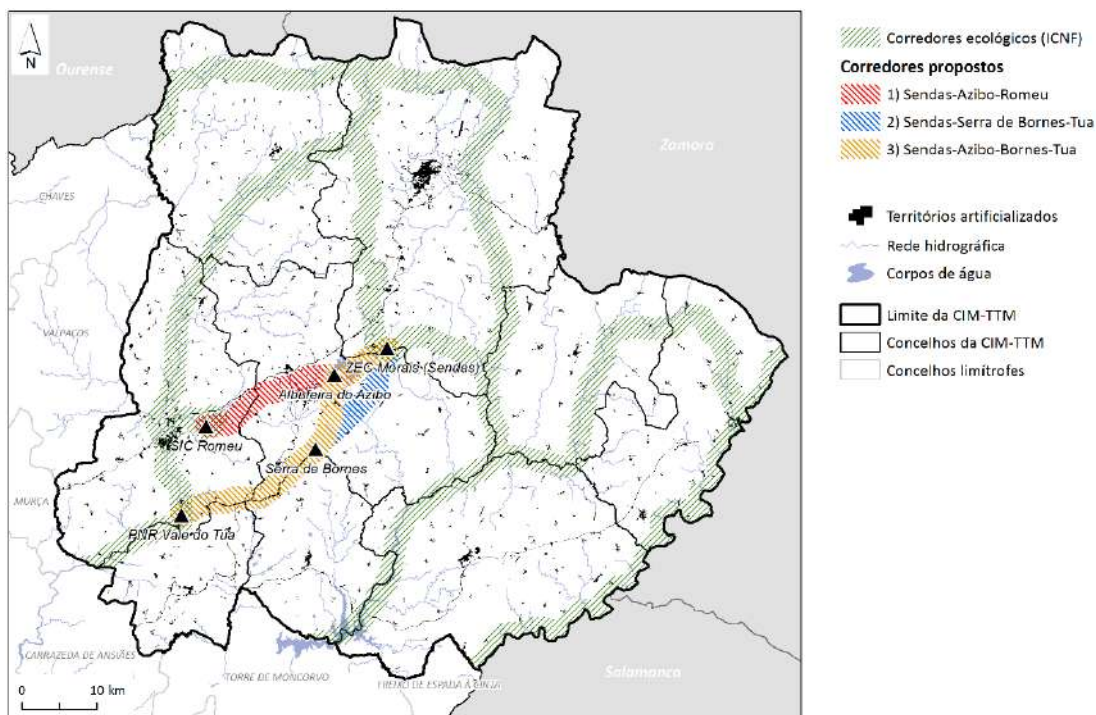 N
Ourense
Zamora
CHAVES
VALPAÇOS
ZEC Morais (Sendas)
Albufeira do Azibo
SIC Romeu
Serra de Bornes
MURÇA
PNR Vale do Tua
CARRAZEDA DE ANSIÃES
TORRE DE MONCORVO
FREIXO DE ESPADA À CINTA
Salamanca
0 10 km
Corredores ecológicos (ICNF)
Corredores propostos
1) Sendas-Azibo-Romeu
2) Sendas-Serra de Bornes-Tua
3) Sendas-Azibo-Bornes-Tua
Territórios artificializados
Rede hidrográfica
Corpos de água
Limite da CIM-TTM
Concelhos da CIM-TTM
Concelhos limítrofes